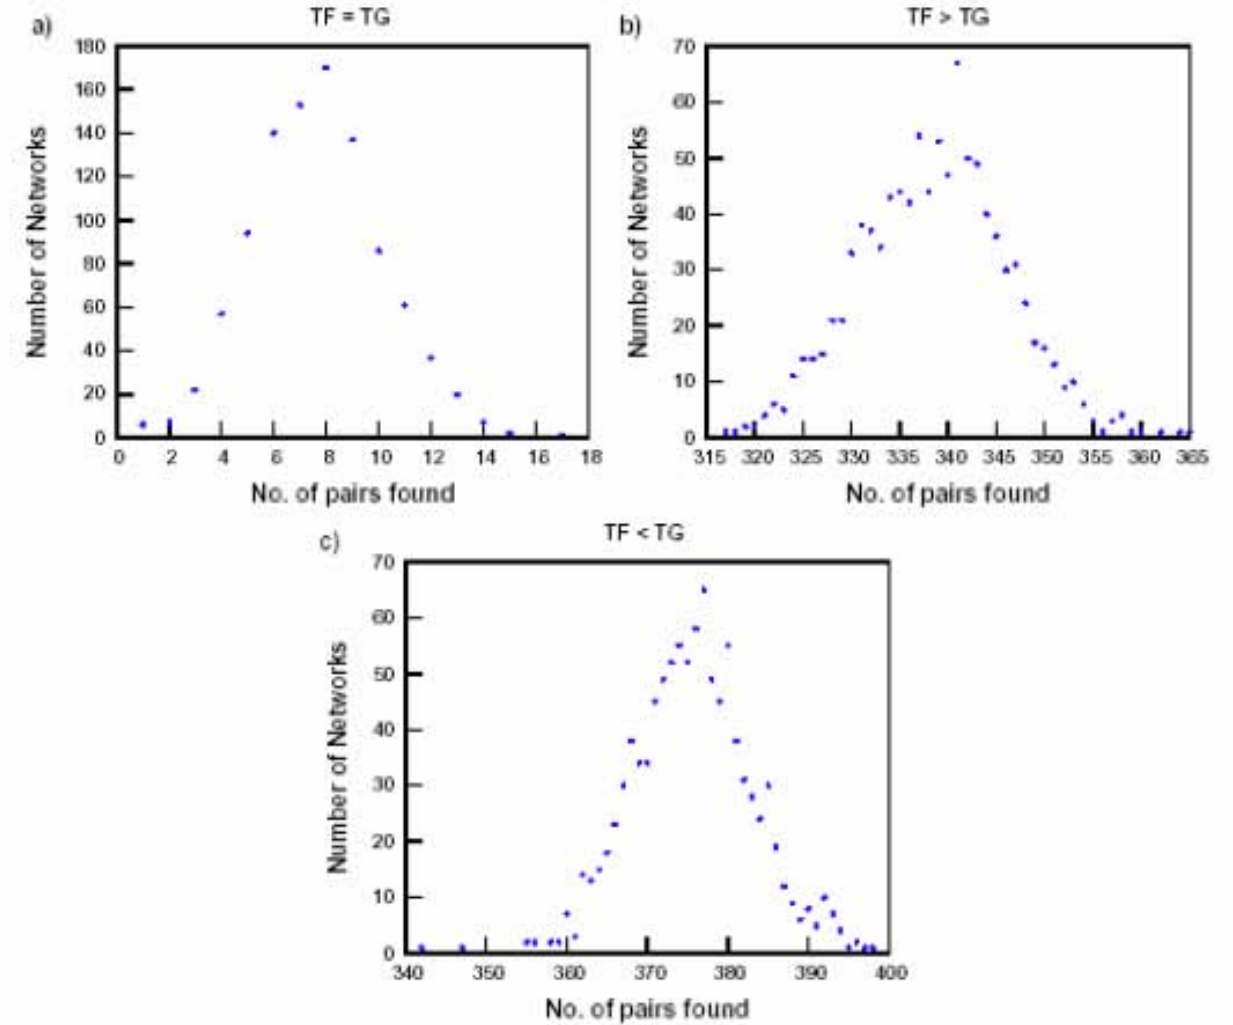 a)
TF = TG
180
160
140
120
100
80
60
40
20
0
Number of Networks
0 2 4 6 8 10 12 14 16 18
No. of pairs found
b)
TF > TG
70
60
50
40
30
20
10
0
Number of Networks
315 320 325 330 335 340 345 350 355 360 365
No. of pairs found
c)
TF < TG
70
60
50
40
30
20
10
0
Number of Networks
340 350 360 370 380 390 400
No. of pairs found